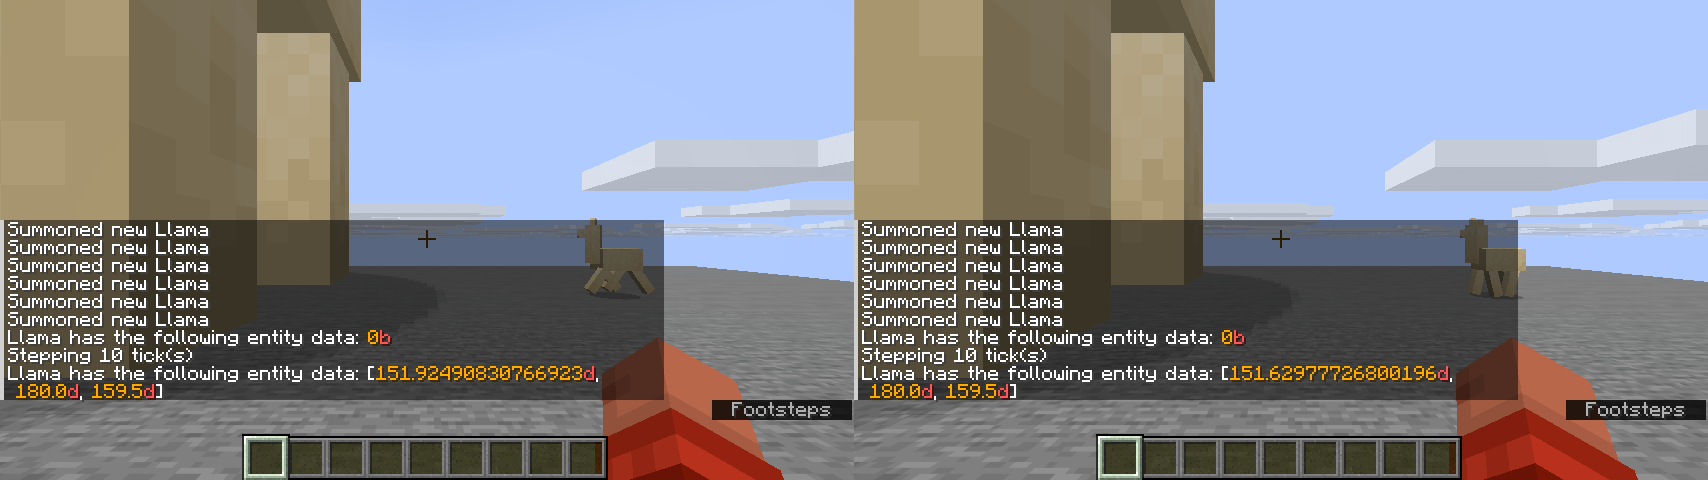 Summoned new Llama
Summoned new Llama
Summoned new Llama
Summoned new Llama
Summoned new Llama
Summoned new Llama
Llama has the following entity data: 0b
Stepping 10 tick(s)
Llama has the following entity data: [151.92490830766923d,
180.0d, 159.5d]
Footsteps
Summoned new Llama
Summoned new Llama
Summoned new Llama
Summoned new Llama
Summoned new Llama
Summoned new Llama
Llama has the following entity data: 0b
Stepping 10 tick(s)
Llama has the following entity data: [151.62977726800196d,
180.0d, 159.5d]
Footsteps